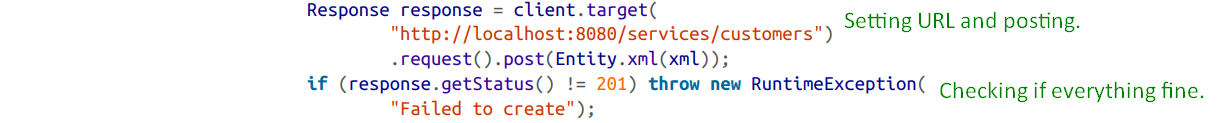 Response response = client.target( Setting URL and posting.
"http://localhost:8080/services/customers")
.request().post(Entity.xml(xml));
if (response.getStatus() != 201) throw new RuntimeException( Checking if everything fine.
"Failed to create");